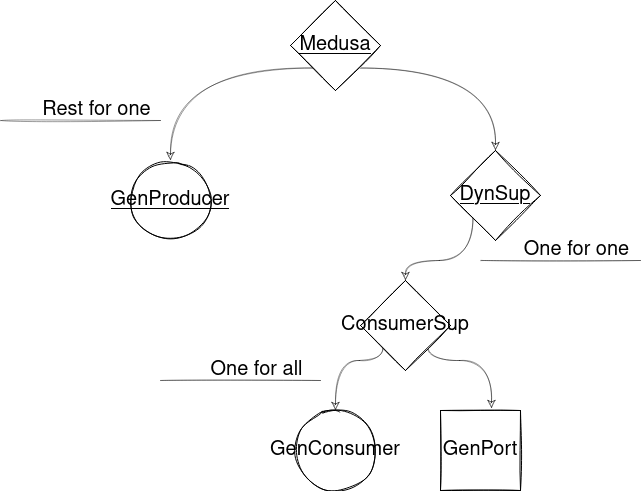 Medusa
Rest for one
GenProducer
DynSup
One for one
ConsumerSup
One for all
GenConsumer
GenPort